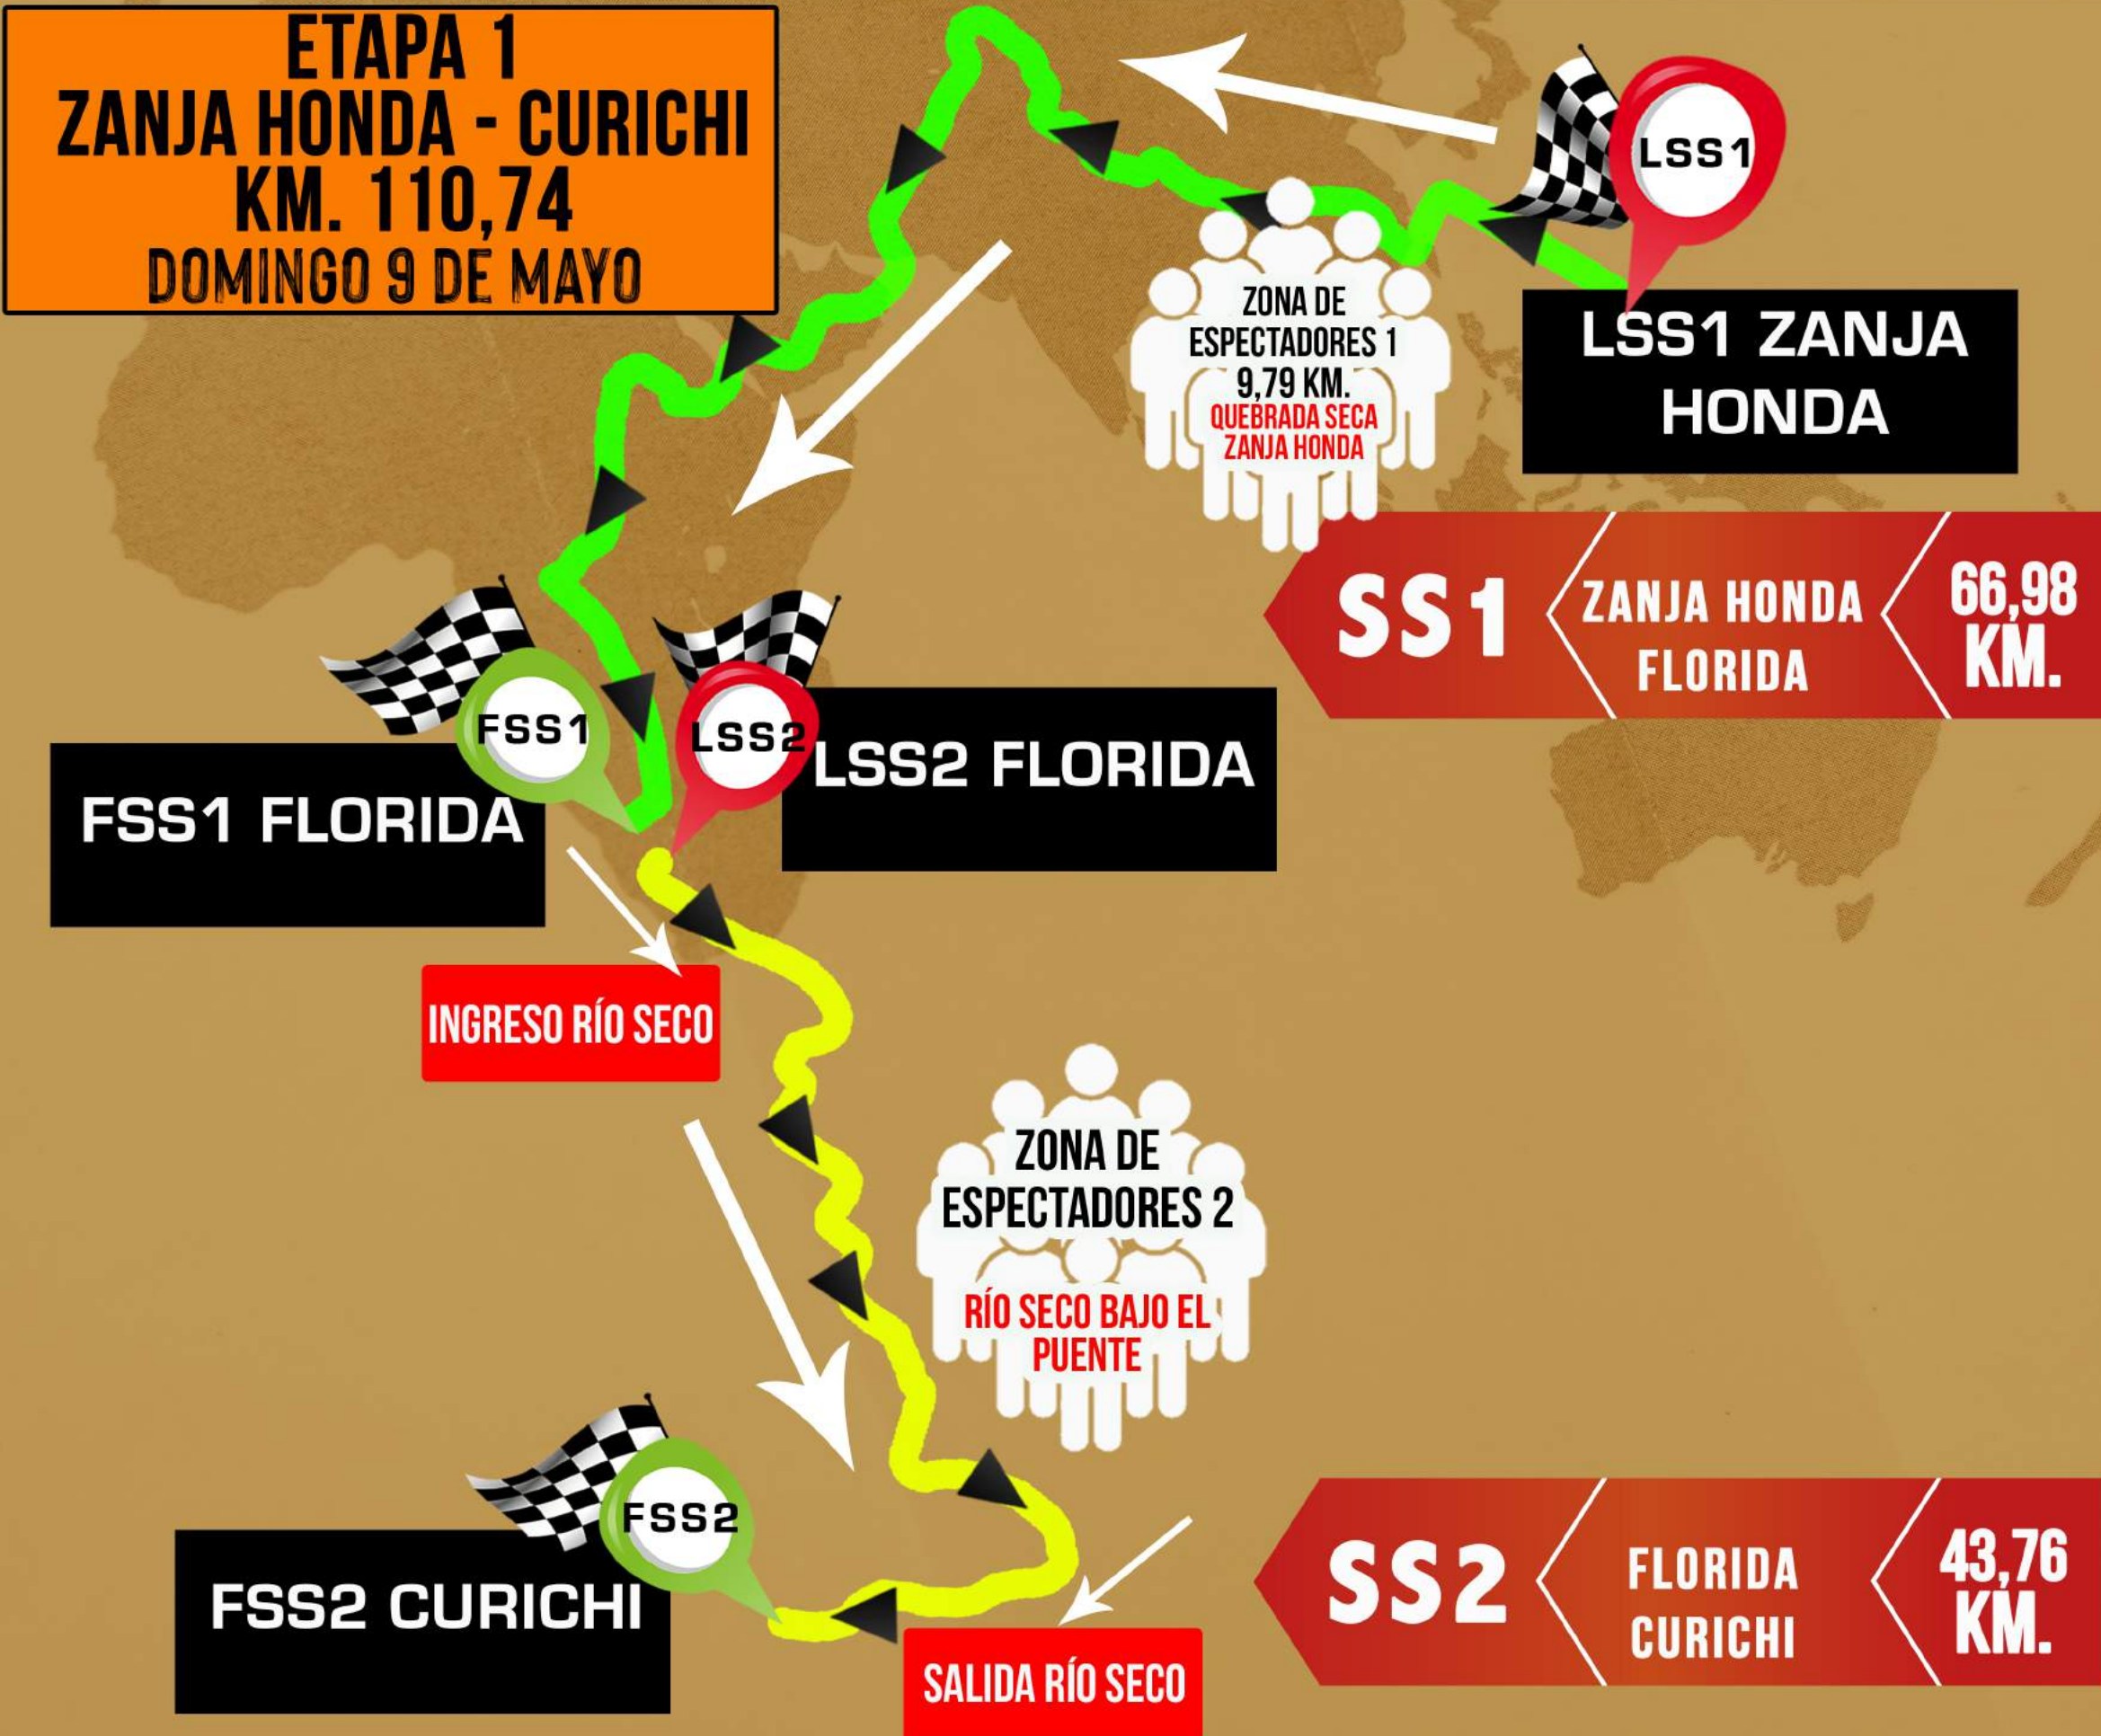 ETAPA 1
ZANJA HONDA - CURICHI
KM. 110,74
DOMINGO 9 DE MAYO
LSS1
LSS1 ZANJA
HONDA
ZONA DE
ESPECTADORES 1
9,79 KM.
QUEBRADA SECA
ZANJA HONDA
SS1
ZANJA HONDA
FLORIDA
66,98
KM.
FSS1
FSS1 FLORIDA
LSS2
LSS2 FLORIDA
INGRESO RÍO SECO
ZONA DE
ESPECTADORES 2
RÍO SECO BAJO EL
PUENTE
FSS2
FSS2 CURICHI
SALIDA RÍO SECO
SS2
FLORIDA
CURICHI
43,76
KM.